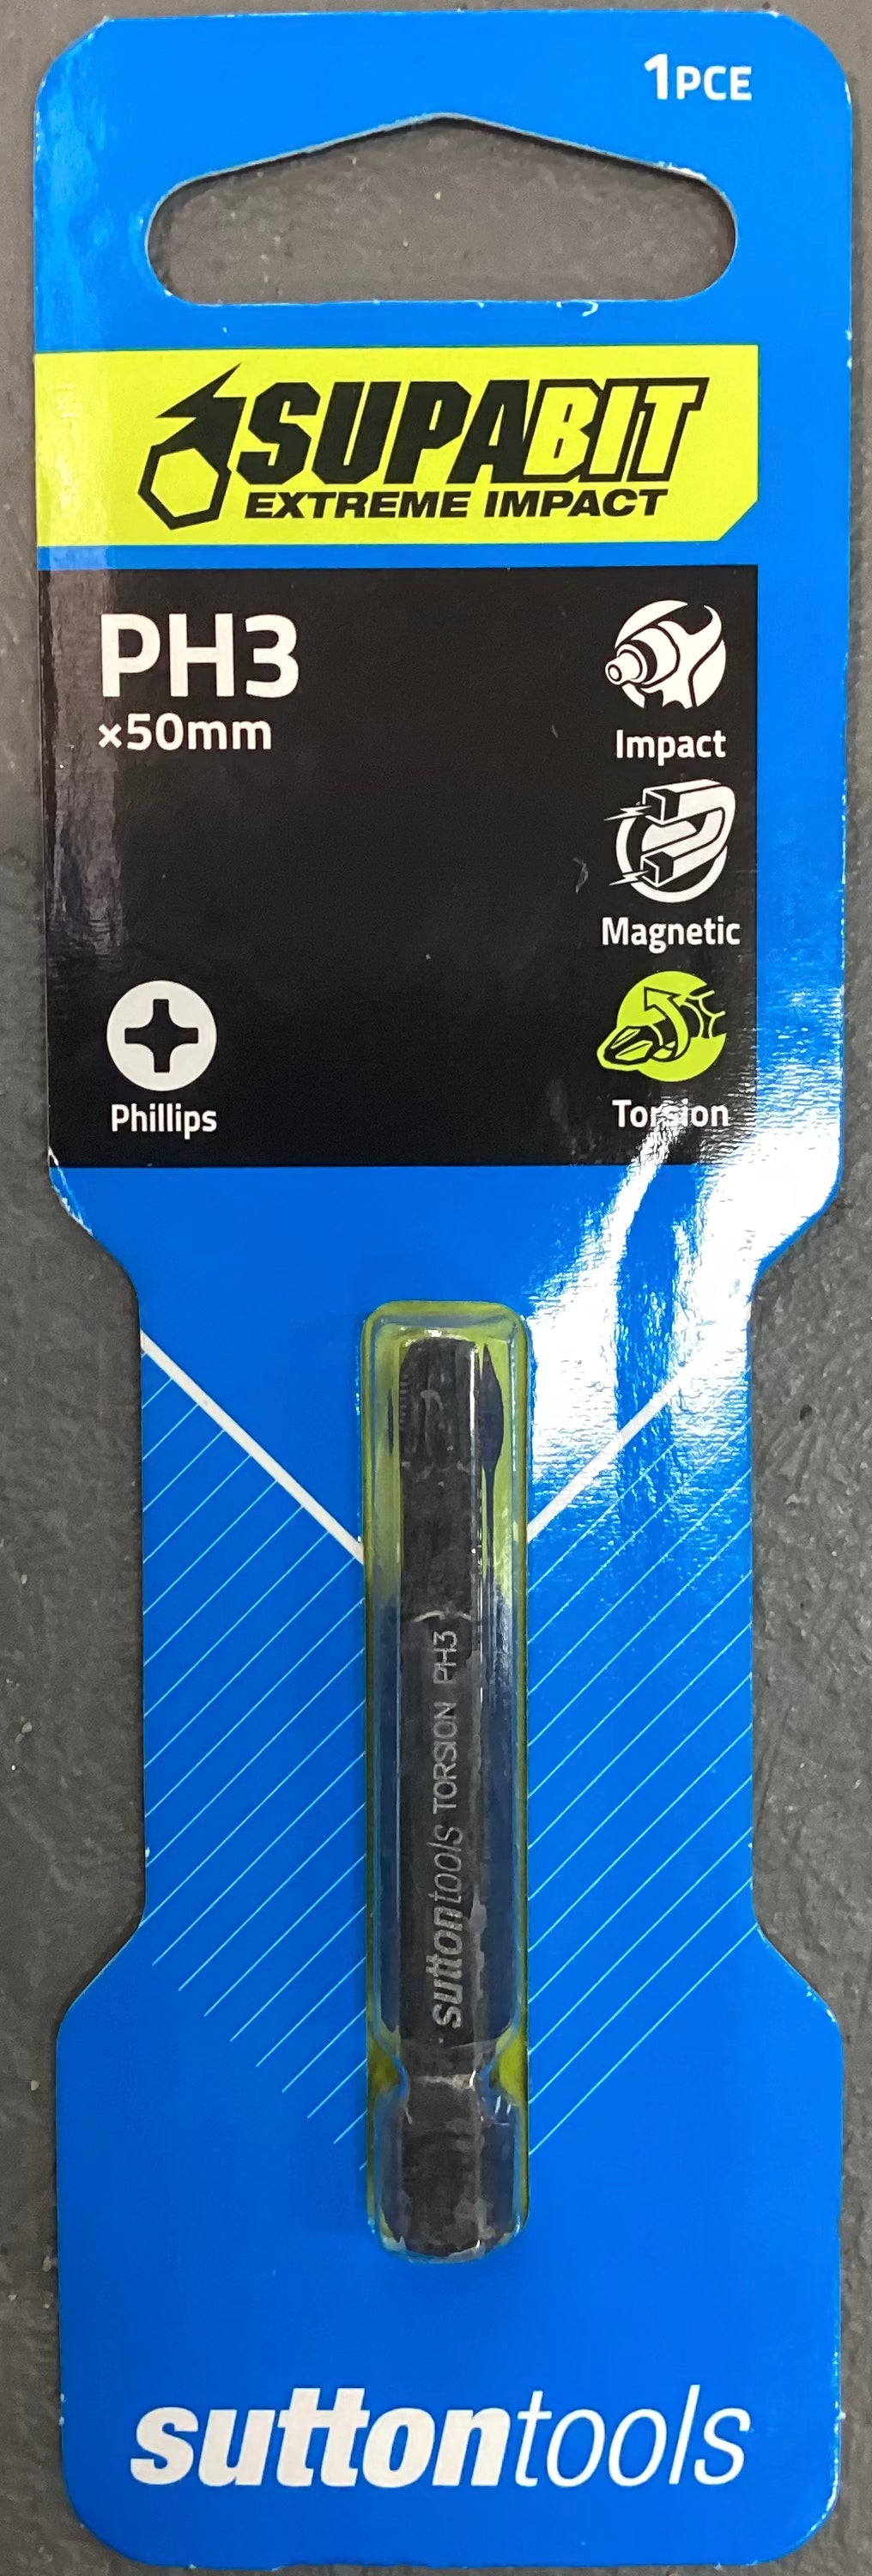 1PCE
SUPABIT
EXTREME IMPACT
PH3
×50mm
Impact
Magnetic
Phillips
Torsion
suttontools TORSION PH3
suttontools